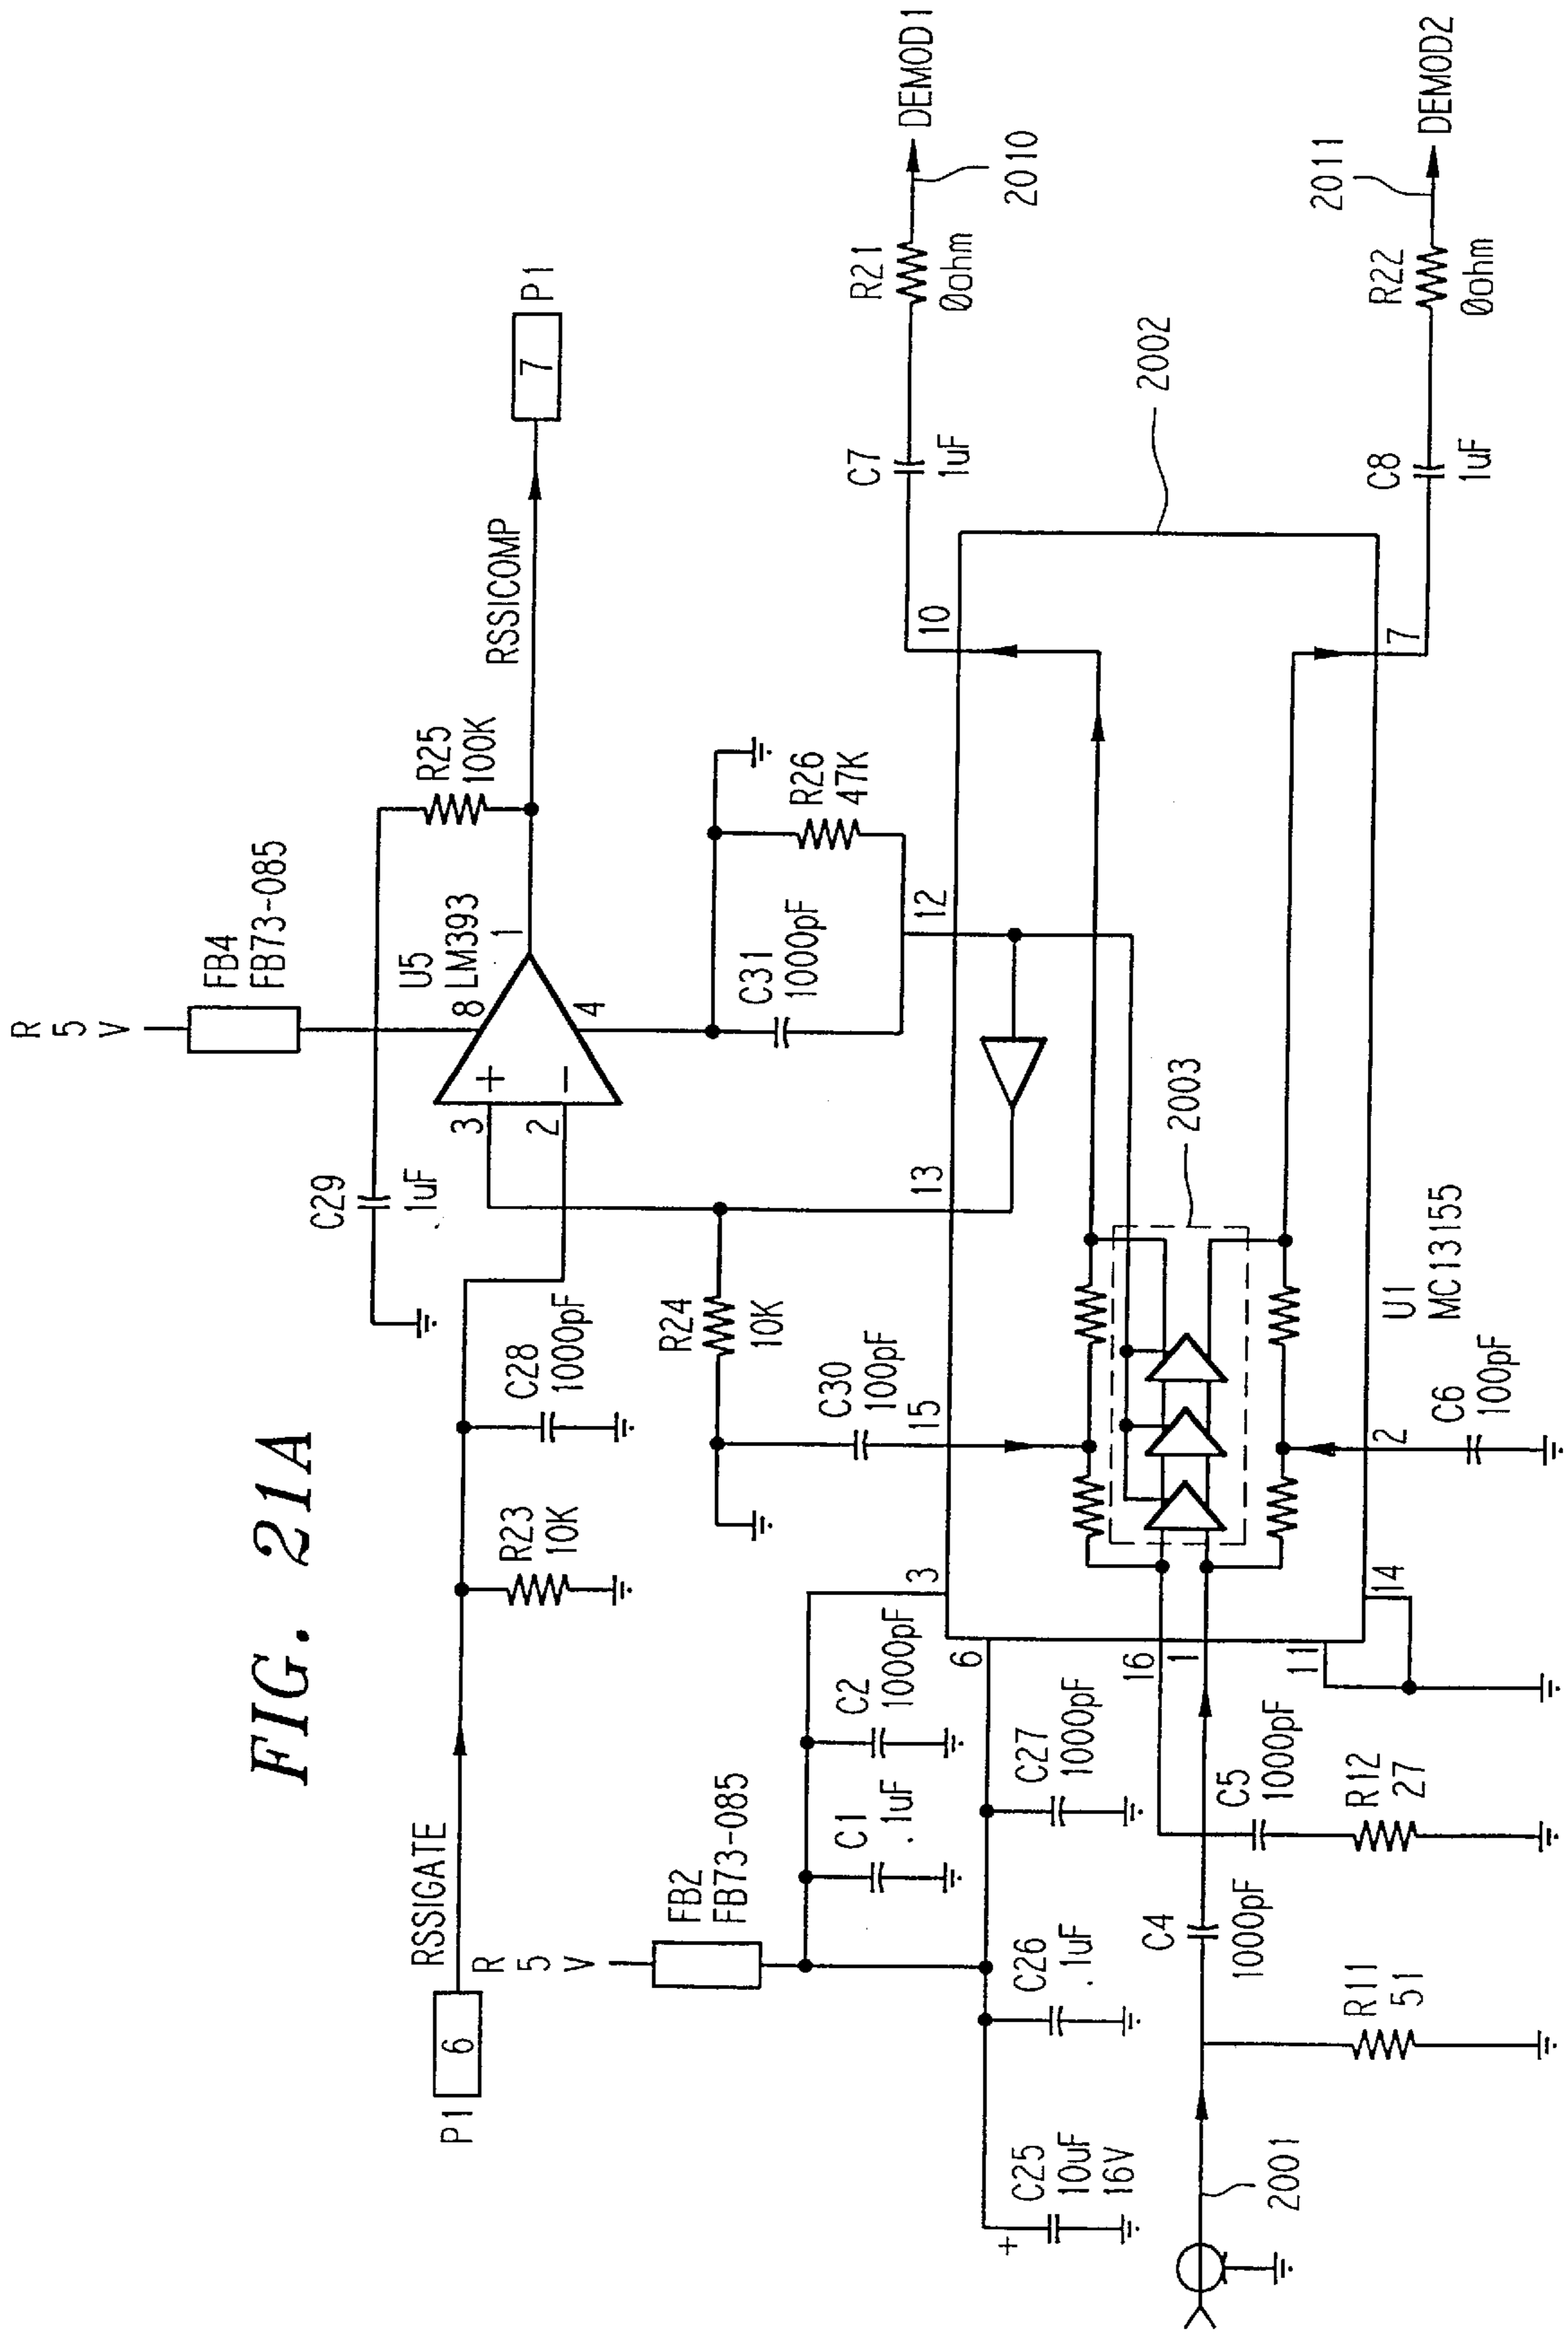 FIG. 21A
R
5
V
FB4
FB73-085
C29
.1uF
U5
LM393
8
3
+
2
−
1
4
R25
100K
RSSICOMP
7
P1
P1
6
RSSIGATE
R23
10K
C28
1000pF
R24
10K
C30
100pF
C31
1000pF
R26
47K
R
5
V
FB2
FB73-085
C1
.1uF
C2
1000pF
3
15
13
12
10
C7
1uF
R21
0ohm
DEMOD1
2010
+
C25
10uF
16V
C26
.1uF
C27
1000pF
6
16
1
11
14
2003
2002
2001
C4
1000pF
C5
1000pF
R11
51
R12
27
2
C6
100pF
U1
MC13155
7
C8
1uF
R22
0ohm
DEMOD2
2011